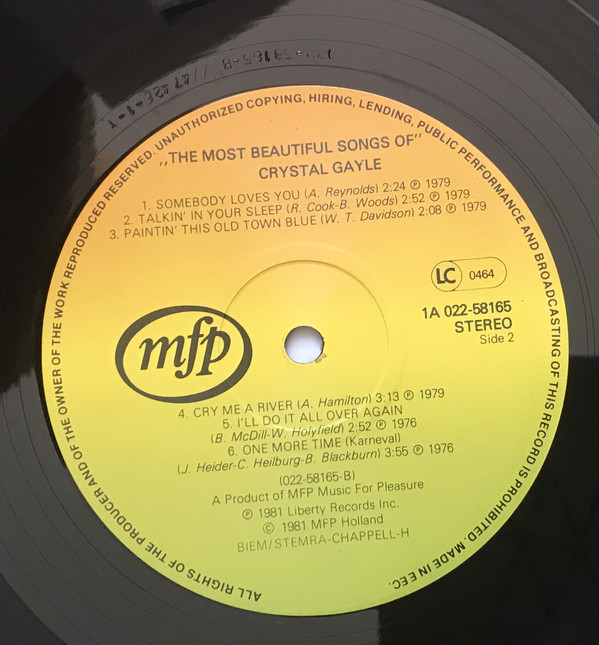 ALL RIGHTS OF THE PRODUCER AND OF THE OWNER OF THE WORK REPRODUCED RESERVED. UNAUTHORIZED COPYING, HIRING, LENDING, PUBLIC PERFORMANCE AND BROADCASTING OF THIS RECORD IS PROHIBITED. MADE IN EEC.
,,THE MOST BEAUTIFUL SONGS OF"
CRYSTAL GAYLE
1. SOMEBODY LOVES YOU (A. Reynolds) 2:24 ℗ 1979
2. TALKIN' IN YOUR SLEEP (R. Cook-B. Woods) 2:52 ℗ 1979
3. PAINTIN' THIS OLD TOWN BLUE (W. T. Davidson) 2:08 ℗ 1979
LC 0464
1A 022-58165
STEREO
Side 2
mfp
4. CRY ME A RIVER (A. Hamilton) 3:13 ℗ 1979
5. I'LL DO IT ALL OVER AGAIN
(B. McDill-W. Holyfield) 2:52 ℗ 1976
6. ONE MORE TIME (Karneval)
(J. Heider-C. Heilburg-B. Blackburn) 3:55 ℗ 1976
(022-58165-B)
A Product of MFP Music For Pleasure
℗ 1981 Liberty Records Inc.
© 1981 MFP Holland
BIEM/STEMRA-CHAPPELL-H